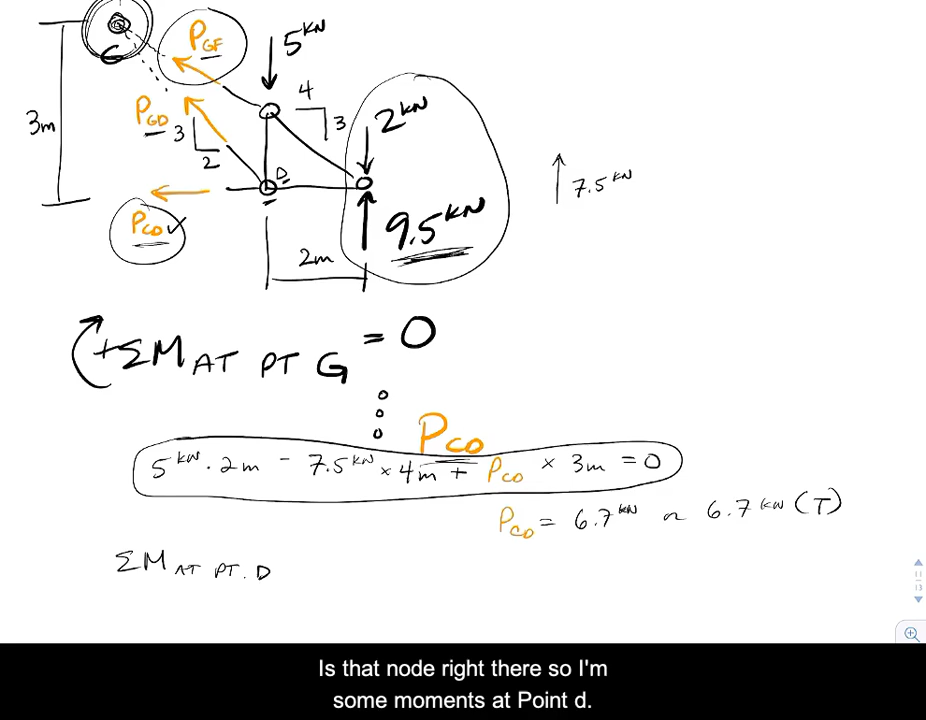 P_GF
5 kN
G
4
3
2 kN
3m
P_GD
3
2
D
7.5 kN
P_CD ✓
9.5 kN
2m
+ΣM AT PT G = 0
P_CD
5 kN · 2m - 7.5 kN × 4m + P_CD × 3m = 0
P_CD = 6.7 kN or 6.7 kN (T)
ΣM AT PT. D
Is that node right there so I'm
some moments at Point d.